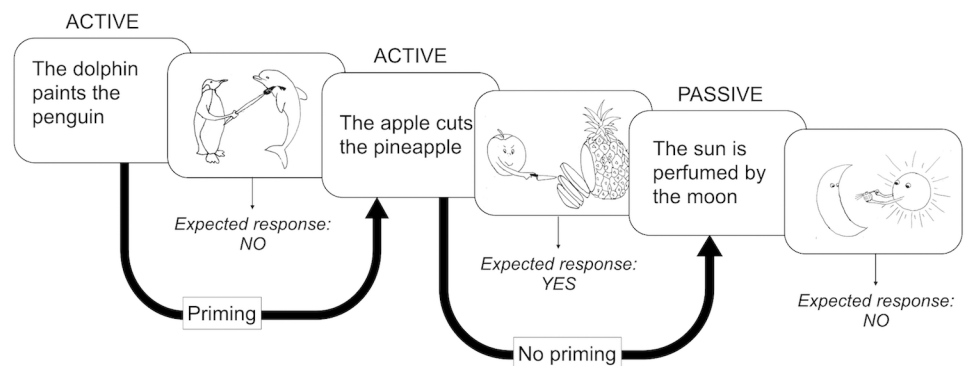 ACTIVE
The dolphin
paints the
penguin
Expected response:
NO
ACTIVE
The apple cuts
the pineapple
Expected response:
YES
PASSIVE
The sun is
perfumed by
the moon
Expected response:
NO
Priming
No priming